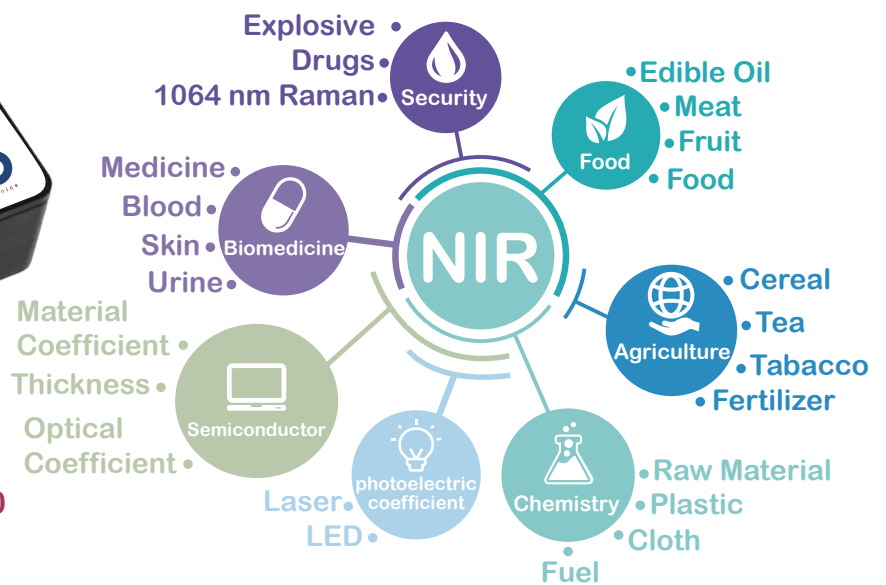 Explosive
Drugs
1064 nm Raman
Security
Edible Oil
Meat
Fruit
Food
Food
Medicine
Blood
Skin
Urine
Biomedicine
NIR
Cereal
Tea
Tabacco
Fertilizer
Agriculture
Material
Coefficient
Thickness
Optical
Coefficient
Semiconductor
Laser
LED
photoelectric
coefficient
Chemistry
Raw Material
Plastic
Cloth
Fuel